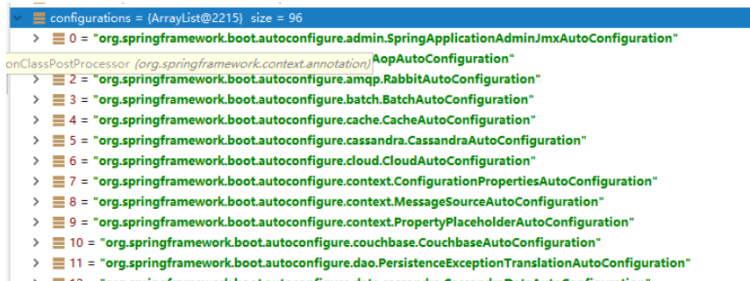 configurations = {ArrayList@2215} size = 96
0 = "org.springframework.boot.autoconfigure.admin.SpringApplicationAdminJmxAutoConfiguration"
onClassPostProcessor (org.springframework.context.annotation) AopAutoConfiguration"
2 = "org.springframework.boot.autoconfigure.amqp.RabbitAutoConfiguration"
3 = "org.springframework.boot.autoconfigure.batch.BatchAutoConfiguration"
4 = "org.springframework.boot.autoconfigure.cache.CacheAutoConfiguration"
5 = "org.springframework.boot.autoconfigure.cassandra.CassandraAutoConfiguration"
6 = "org.springframework.boot.autoconfigure.cloud.CloudAutoConfiguration"
7 = "org.springframework.boot.autoconfigure.context.ConfigurationPropertiesAutoConfiguration"
8 = "org.springframework.boot.autoconfigure.context.MessageSourceAutoConfiguration"
9 = "org.springframework.boot.autoconfigure.context.PropertyPlaceholderAutoConfiguration"
10 = "org.springframework.boot.autoconfigure.couchbase.CouchbaseAutoConfiguration"
11 = "org.springframework.boot.autoconfigure.dao.PersistenceExceptionTranslationAutoConfiguration"